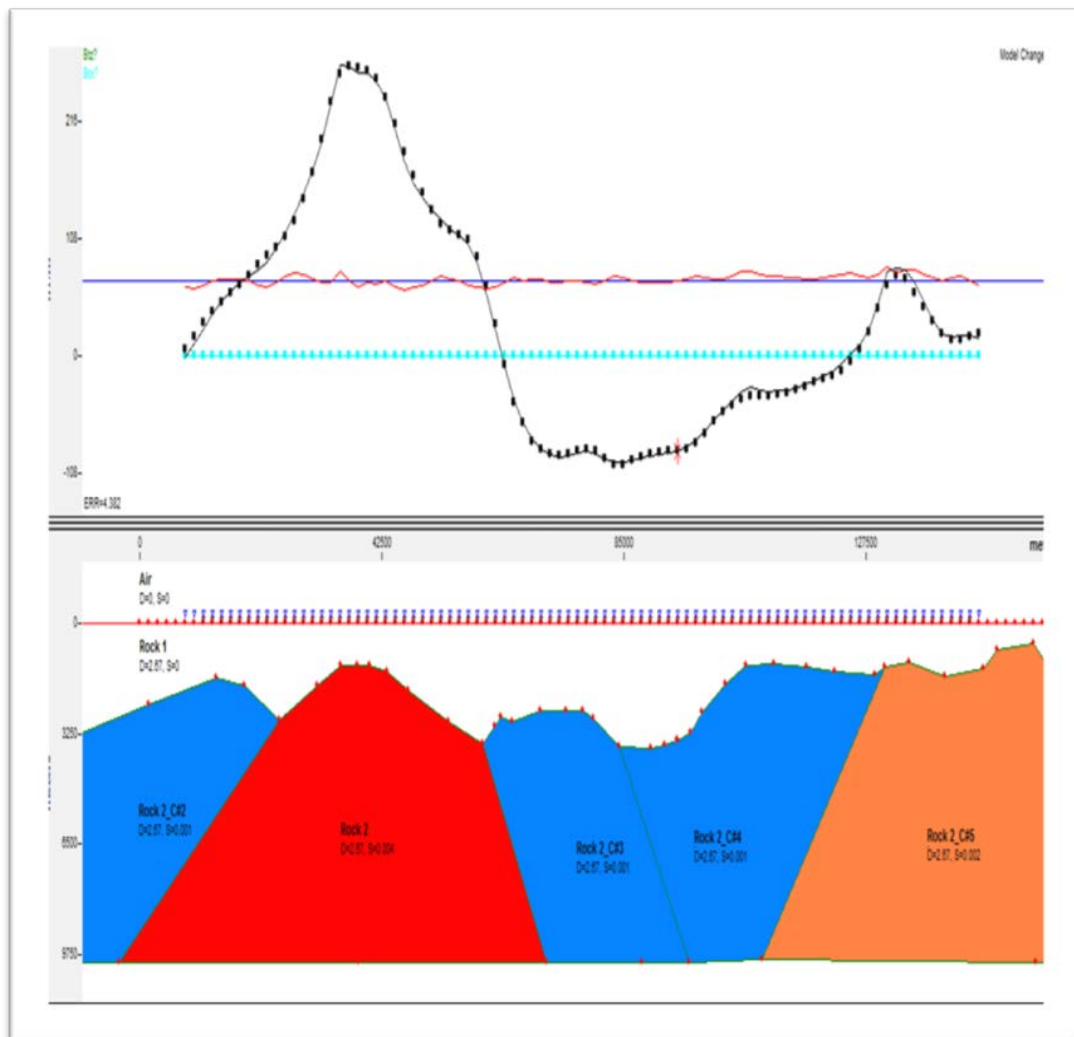 Model Change
216-
108-
0-
-108-
ERR=4.382
0
42500
85000
127500
me
Air
D=0, S=0
0-
Rock 1
D=2.67, S=0
3250-
Rock 2_C#2
D=2.67, S=0.001
Rock 2
D=2.67, S=0.004
Rock 2_C#3
D=2.67, S=0.001
Rock 2_C#4
D=2.67, S=0.001
Rock 2_C#5
D=2.67, S=0.002
6500-
9750-